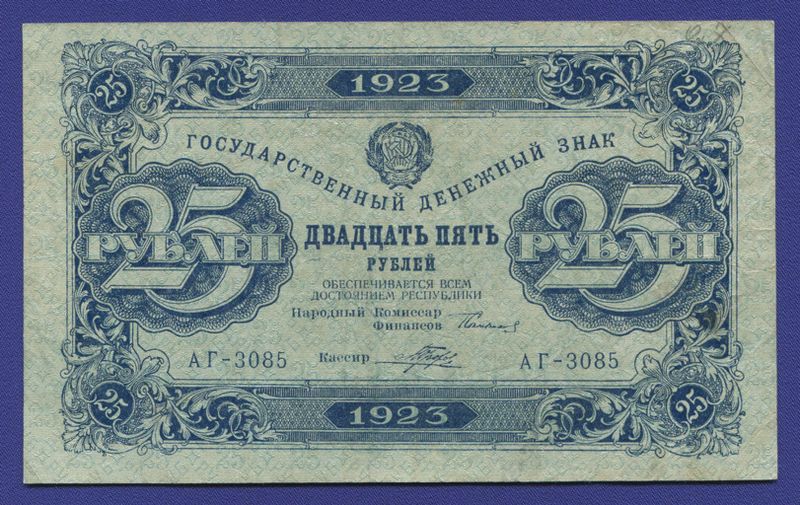 1923
25 25
ГОСУДАРСТВЕННЫЙ ДЕНЕЖНЫЙ ЗНАК
25 РУБЛЕЙ
ДВАДЦАТЬ ПЯТЬ
РУБЛЕЙ
25 РУБЛЕЙ
ОБЕСПЕЧИВАЕТСЯ ВСЕМ
ДОСТОЯНИЕМ РЕСПУБЛИКИ
Народный Комиссар
Финансов
АГ-3085 Кассир АГ-3085
25 25
1923